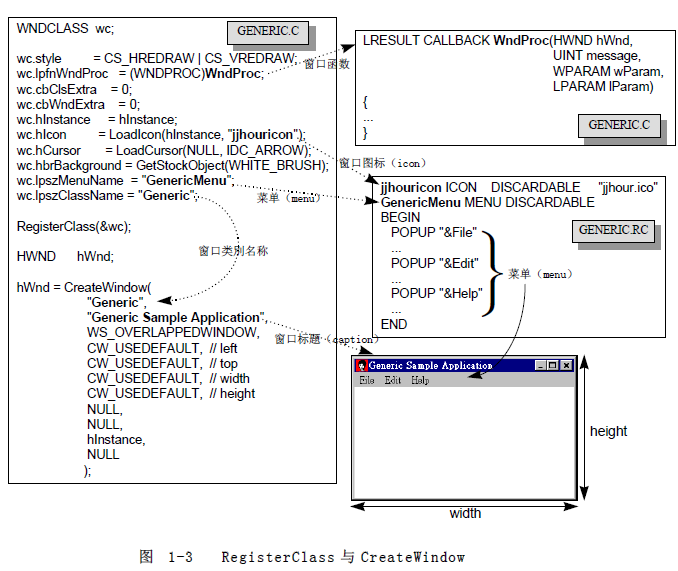 WNDCLASS wc;
GENERIC.C
wc.style = CS_HREDRAW | CS_VREDRAW;
wc.lpfnWndProc = (WNDPROC)WndProc;
wc.cbClsExtra = 0;
wc.cbWndExtra = 0;
wc.hInstance = hInstance;
wc.hIcon = LoadIcon(hInstance, "jjhouricon");
wc.hCursor = LoadCursor(NULL, IDC_ARROW);
wc.hbrBackground = GetStockObject(WHITE_BRUSH);
wc.lpszMenuName = "GenericMenu";
wc.lpszClassName = "Generic";
RegisterClass(&wc);
HWND hWnd;
hWnd = CreateWindow(
"Generic",
"Generic Sample Application",
WS_OVERLAPPEDWINDOW,
CW_USEDEFAULT, // left
CW_USEDEFAULT, // top
CW_USEDEFAULT, // width
CW_USEDEFAULT, // height
NULL,
NULL,
hInstance,
NULL
);
窗口函数
窗口图标(icon)
菜单(menu)
窗口类别名称
窗口标题(caption)
LRESULT CALLBACK WndProc(HWND hWnd,
UINT message,
WPARAM wParam,
LPARAM lParam)
{
...
}
GENERIC.C
jjhouricon ICON DISCARDABLE "jjhour.ico"
GenericMenu MENU DISCARDABLE
BEGIN
GENERIC.RC
POPUP "&File"
...
POPUP "&Edit"
...
POPUP "&Help"
...
END
菜单(menu)
Generic Sample Application
File Edit Help
height
width
图 1-3 RegisterClass 与 CreateWindow